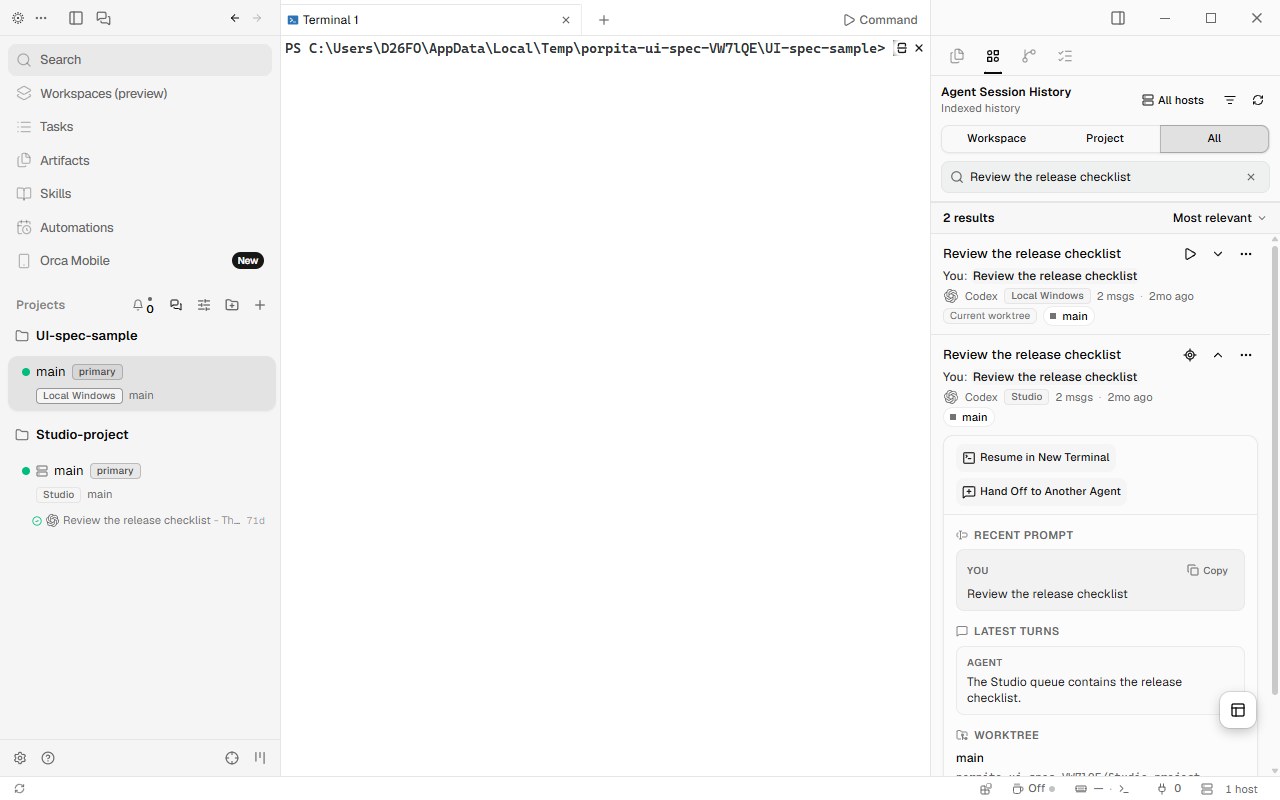 Terminal 1
Command
Search
Workspaces (preview)
Tasks
Artifacts
Skills
Automations
Orca Mobile
New
Projects
0
UI-spec-sample
main primary
Local Windows main
Studio-project
main primary
Studio main
Review the release checklist - Th... 71d
PS C:\Users\D26FO\AppData\Local\Temp\porpita-ui-spec-VW7lQE\UI-spec-sample>
Agent Session History
Indexed history
All hosts
Workspace Project All
Review the release checklist
2 results
Most relevant
Review the release checklist
You: Review the release checklist
Codex Local Windows 2 msgs · 2mo ago
Current worktree main
Review the release checklist
You: Review the release checklist
Codex Studio 2 msgs · 2mo ago
main
Resume in New Terminal
Hand Off to Another Agent
RECENT PROMPT
YOU
Copy
Review the release checklist
LATEST TURNS
AGENT
The Studio queue contains the release
checklist.
WORKTREE
main
Off
0
1 host